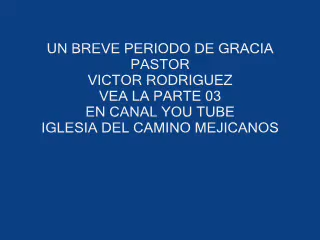 UN BREVE PERIODO DE GRACIA
PASTOR
VICTOR RODRIGUEZ
VEA LA PARTE 03
EN CANAL YOU TUBE
IGLESIA DEL CAMINO MEJICANOS